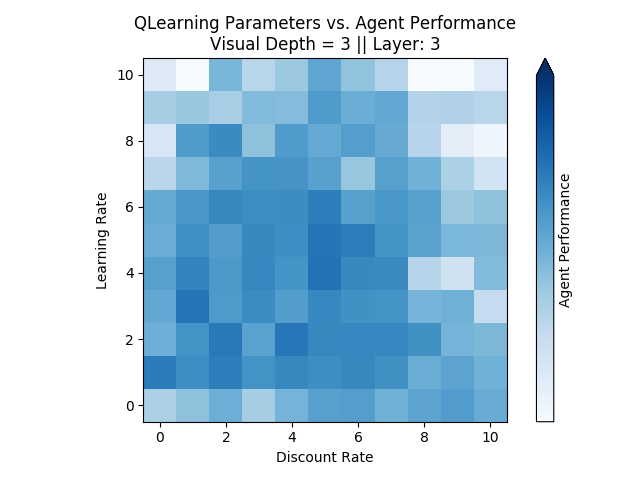 QLearning Parameters vs. Agent Performance
Visual Depth = 3 || Layer: 3
10
8
6
4
2
0
Learning Rate
0 2 4 6 8 10
Discount Rate
Agent Performance